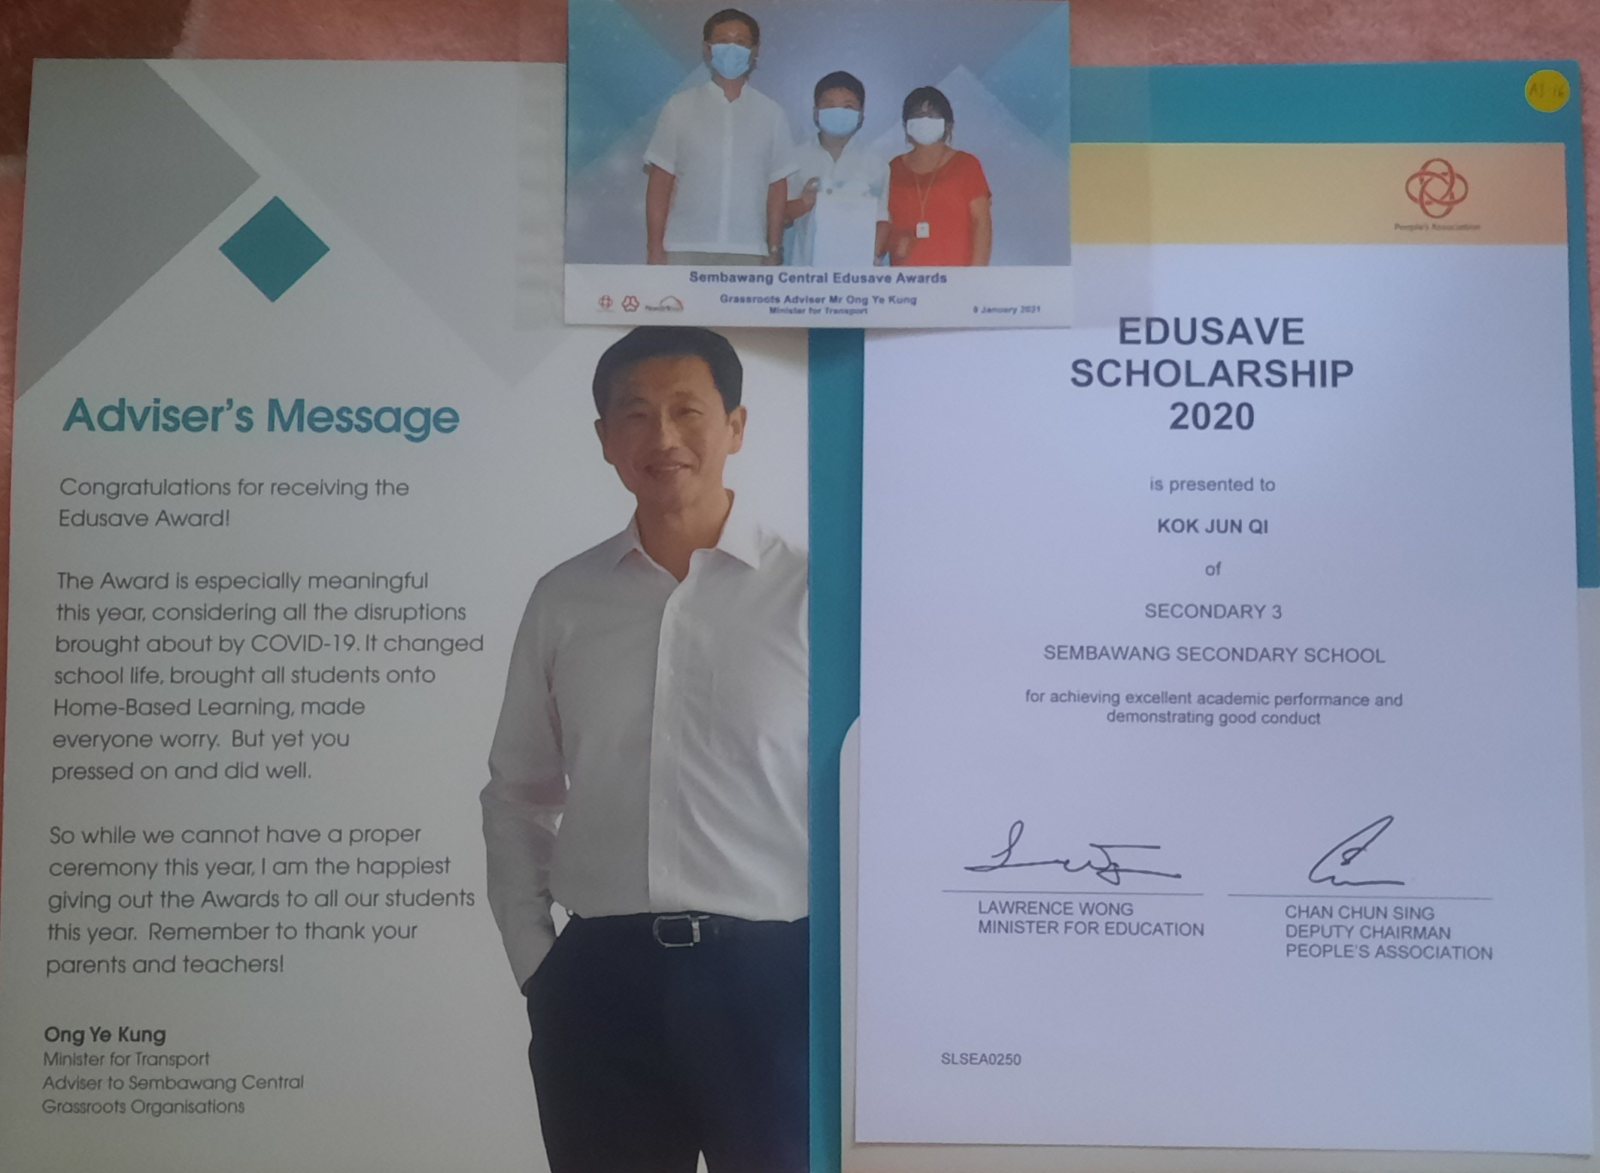 Adviser's Message
Congratulations for receiving the
Edusave Award!
The Award is especially meaningful
this year, considering all the disruptions
brought about by COVID-19. It changed
school life, brought all students onto
Home-Based Learning, made
everyone worry. But yet you
pressed on and did well.
So while we cannot have a proper
ceremony this year, I am the happiest
giving out the Awards to all our students
this year. Remember to thank your
parents and teachers!
Ong Ye Kung
Minister for Transport
Adviser to Sembawang Central
Grassroots Organisations
Sembawang Central Edusave Awards
Grassroots Adviser Mr Ong Ye Kung
Minister for Transport
January 2021
People's Association
EDUSAVE
SCHOLARSHIP
2020
is presented to
KOK JUN QI
of
SECONDARY 3
SEMBAWANG SECONDARY SCHOOL
for achieving excellent academic performance and
demonstrating good conduct
LAWRENCE WONG
MINISTER FOR EDUCATION
CHAN CHUN SING
DEPUTY CHAIRMAN
PEOPLE'S ASSOCIATION
SLSEA0250